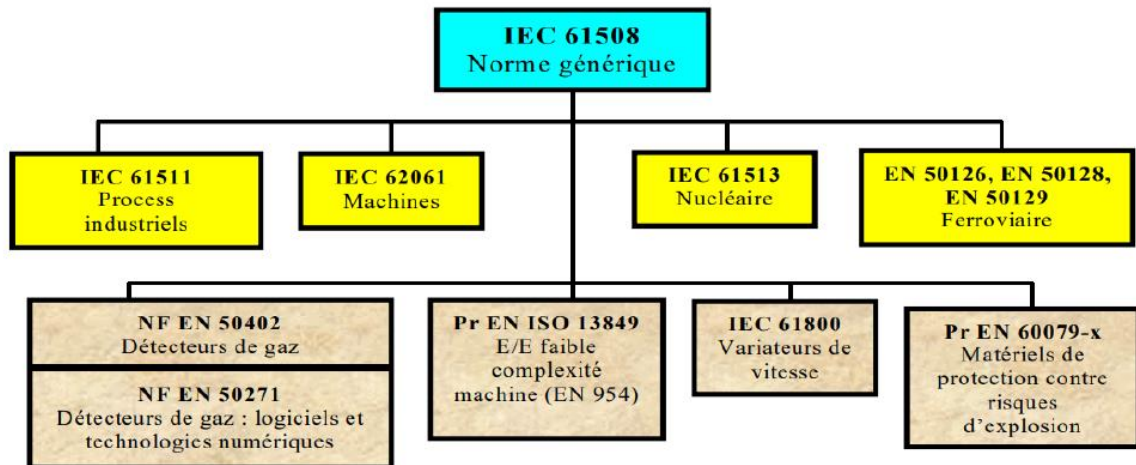 IEC 61508
Norme générique
IEC 61511
Process
industriels
IEC 62061
Machines
IEC 61513
Nucléaire
EN 50126, EN 50128,
EN 50129
Ferroviaire
NF EN 50402
Détecteurs de gaz
NF EN 50271
Détecteurs de gaz : logiciels et
technologies numériques
Pr EN ISO 13849
E/E faible
complexité
machine (EN 954)
IEC 61800
Variateurs de
vitesse
Pr EN 60079-x
Matériels de
protection contre
risques
d’explosion